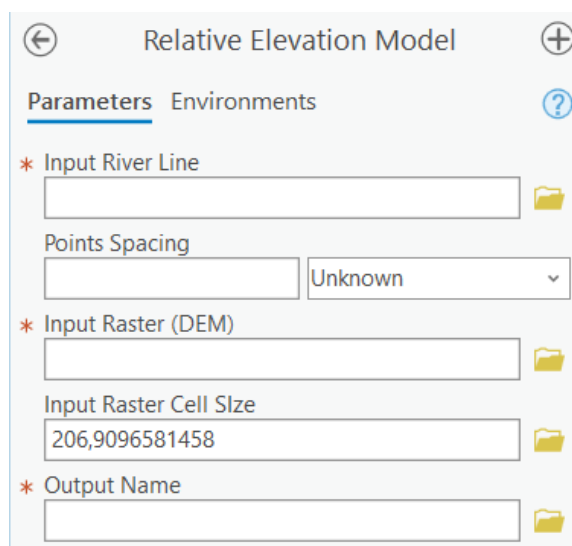 Relative Elevation Model
Parameters Environments
* Input River Line
Points Spacing
Unknown
* Input Raster (DEM)
Input Raster Cell SIze
206,9096581458
* Output Name